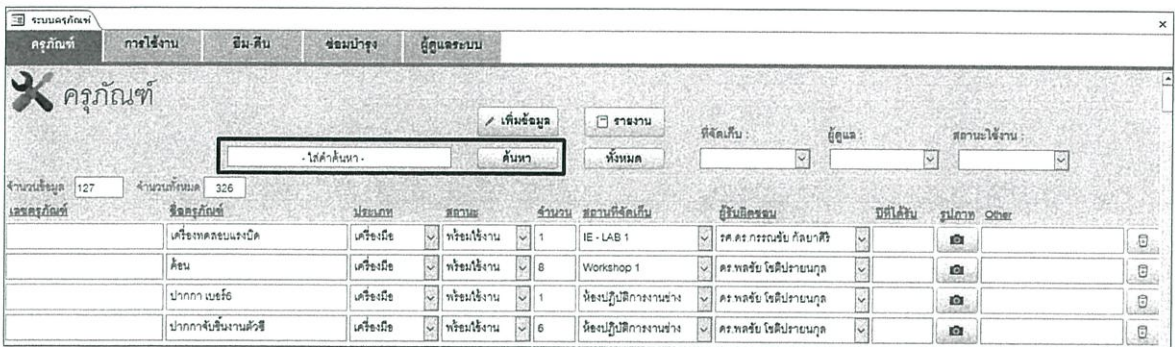 ระบบครุภัณฑ์
ครุภัณฑ์ การใช้งาน ยืม-คืน ซ่อมบำรุง ผู้ดูแลระบบ
ครุภัณฑ์
เพิ่มข้อมูล รายงาน ที่จัดเก็บ : ผู้ดูแล : สถานะใช้งาน :
- ใส่คำค้นหา - ค้นหา ทั้งหมด
จำนวนข้อมูล 127 จำนวนทั้งหมด 326
เลขครุภัณฑ์ ชื่อครุภัณฑ์ ประเภท สถานะ จำนวน สถานที่จัดเก็บ ผู้รับผิดชอบ ปีที่ได้รับ รูปภาพ Other
เครื่องทดสอบแรงบิด เครื่องมือ พร้อมใช้งาน 1 IE - LAB 1 รศ.ดร.กรรณชัย กัลยาศิริ
ค้อน เครื่องมือ พร้อมใช้งาน 8 Workshop 1 ดร.พลชัย โชติปรายนกุล
ปากกา เบอร์6 เครื่องมือ พร้อมใช้งาน 1 ห้องปฏิบัติการงานช่าง ดร.พลชัย โชติปรายนกุล
ปากกาจับชิ้นงานตัวซี เครื่องมือ พร้อมใช้งาน 6 ห้องปฏิบัติการงานช่าง ดร.พลชัย โชติปรายนกุล